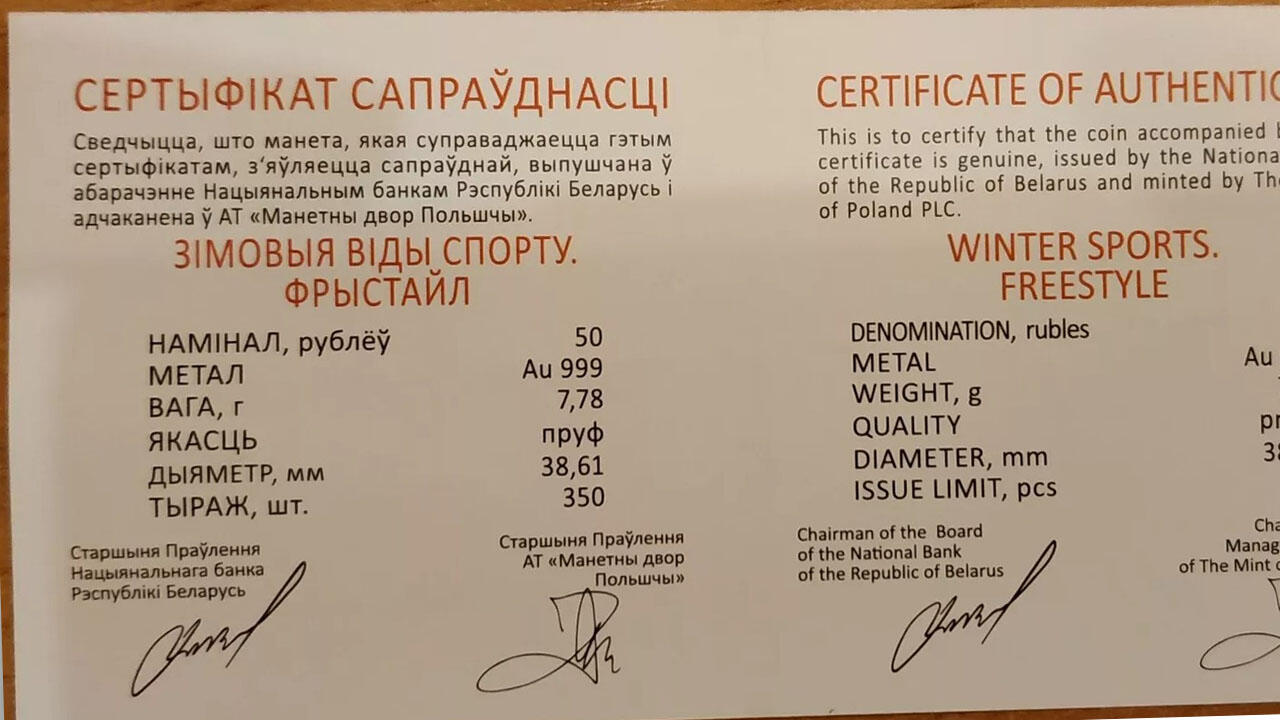 СЕРТЫФІКАТ САПРАЎДНАСЦІ
Сведчыцца, што манета, якая суправаджаецца гэтым
сертыфікатам, з‘яўляецца сапраўднай, выпушчана ў
абарачэнне Нацыянальным банкам Рэспублікі Беларусь і
адчаканена ў АТ «Манетны двор Польшчы».
ЗІМОВЫЯ ВІДЫ СПОРТУ.
ФРЫСТАЙЛ
НАМІНАЛ, рублёў 50
МЕТАЛ Au 999
ВАГА, г 7,78
ЯКАСЦЬ пруф
ДЫЯМЕТР, мм 38,61
ТЫРАЖ, шт. 350
Старшыня Праўлення
Нацыянальнага банка
Рэспублікі Беларусь
Старшыня Праўлення
АТ «Манетны двор
Польшчы»
CERTIFICATE OF AUTHENTIC
This is to certify that the coin accompanied
certificate is genuine, issued by the Nationa
of the Republic of Belarus and minted by The
of Poland PLC.
WINTER SPORTS.
FREESTYLE
DENOMINATION, rubles
METAL Au
WEIGHT, g
QUALITY pr
DIAMETER, mm 38
ISSUE LIMIT, pcs
Chairman of the Board
of the National Bank
of the Republic of Belarus
Cha
Manag
of The Mint